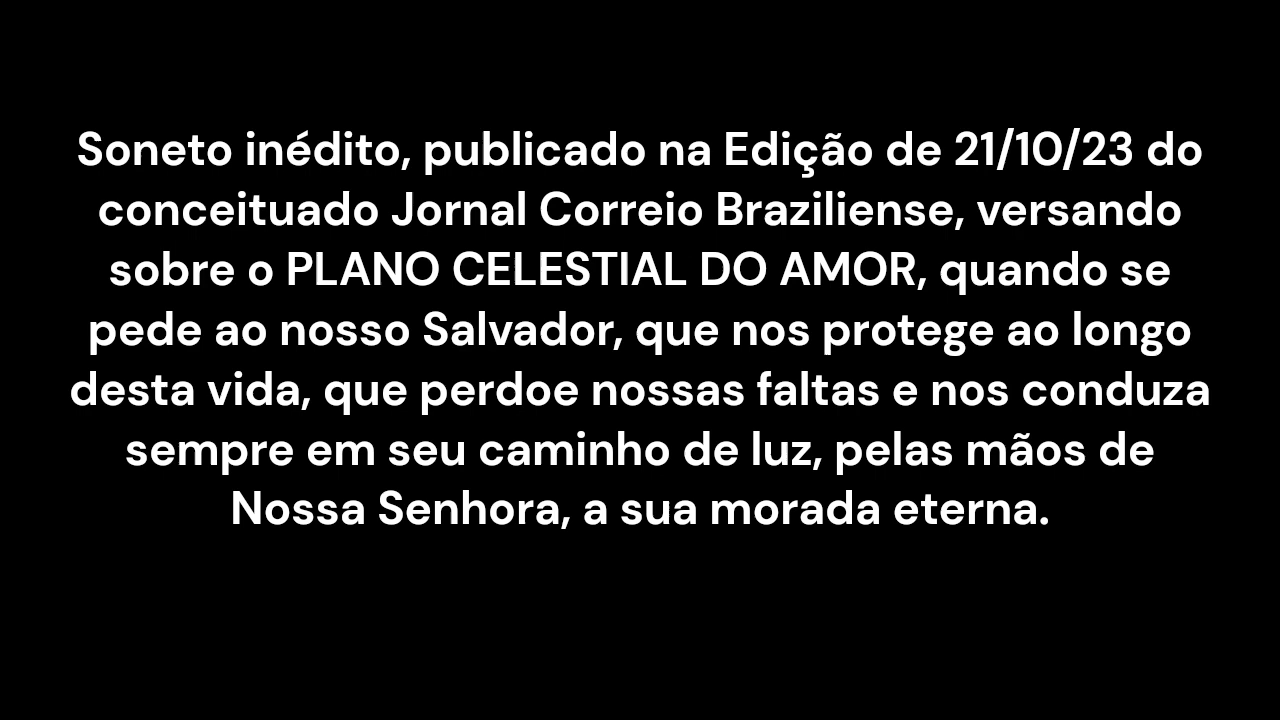 Soneto inédito, publicado na Edição de 21/10/23 do
conceituado Jornal Correio Braziliense, versando
sobre o PLANO CELESTIAL DO AMOR, quando se
pede ao nosso Salvador, que nos protege ao longo
desta vida, que perdoe nossas faltas e nos conduza
sempre em seu caminho de luz, pelas mãos de
Nossa Senhora, a sua morada eterna.